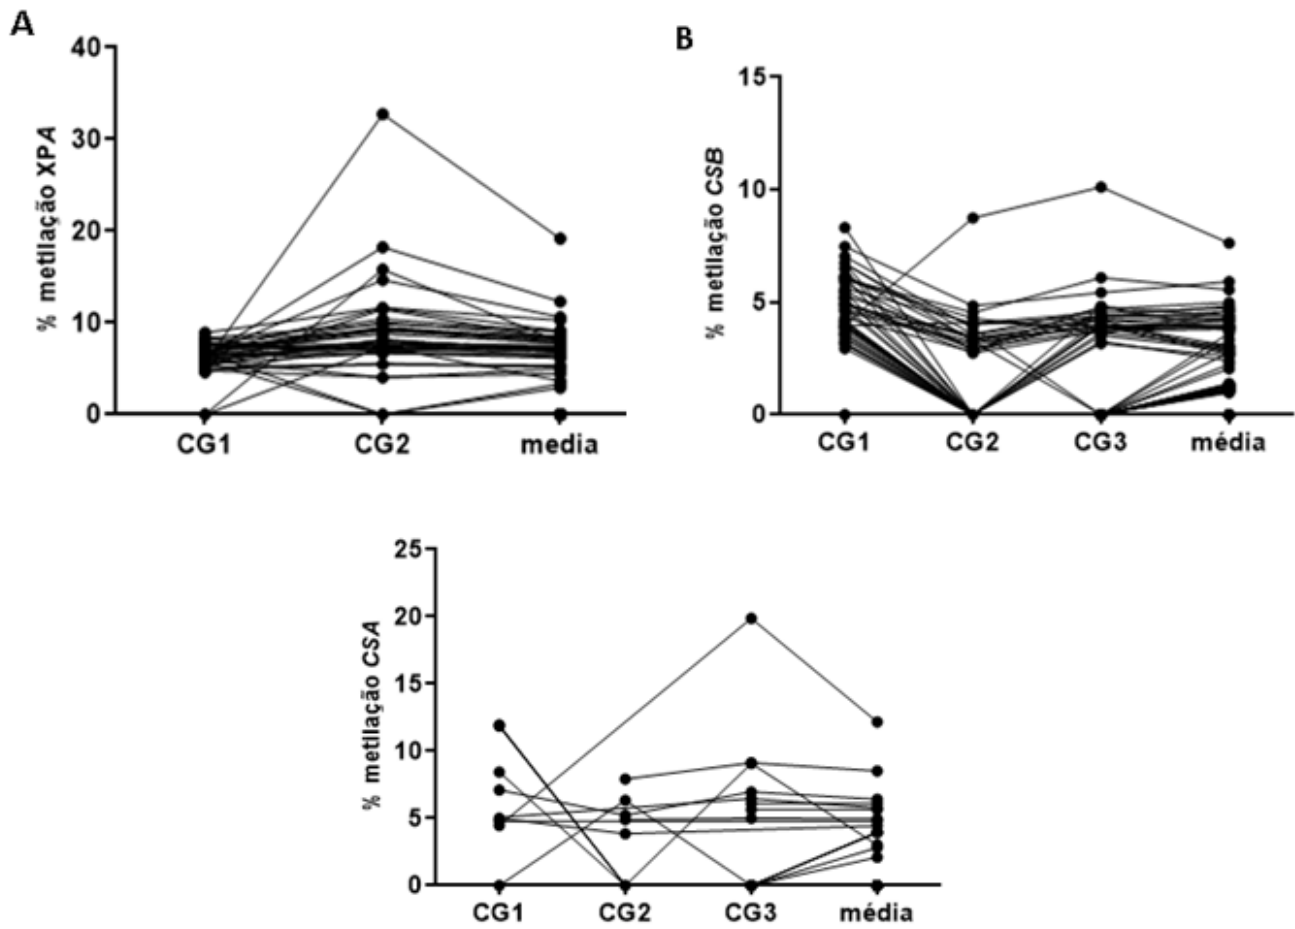 A
% metilação XPA
40
30
20
10
0
CG1 CG2 media
B
% metilação CSB
15
10
5
0
CG1 CG2 CG3 média
% metilação CSA
25
20
15
10
5
0
CG1 CG2 CG3 média